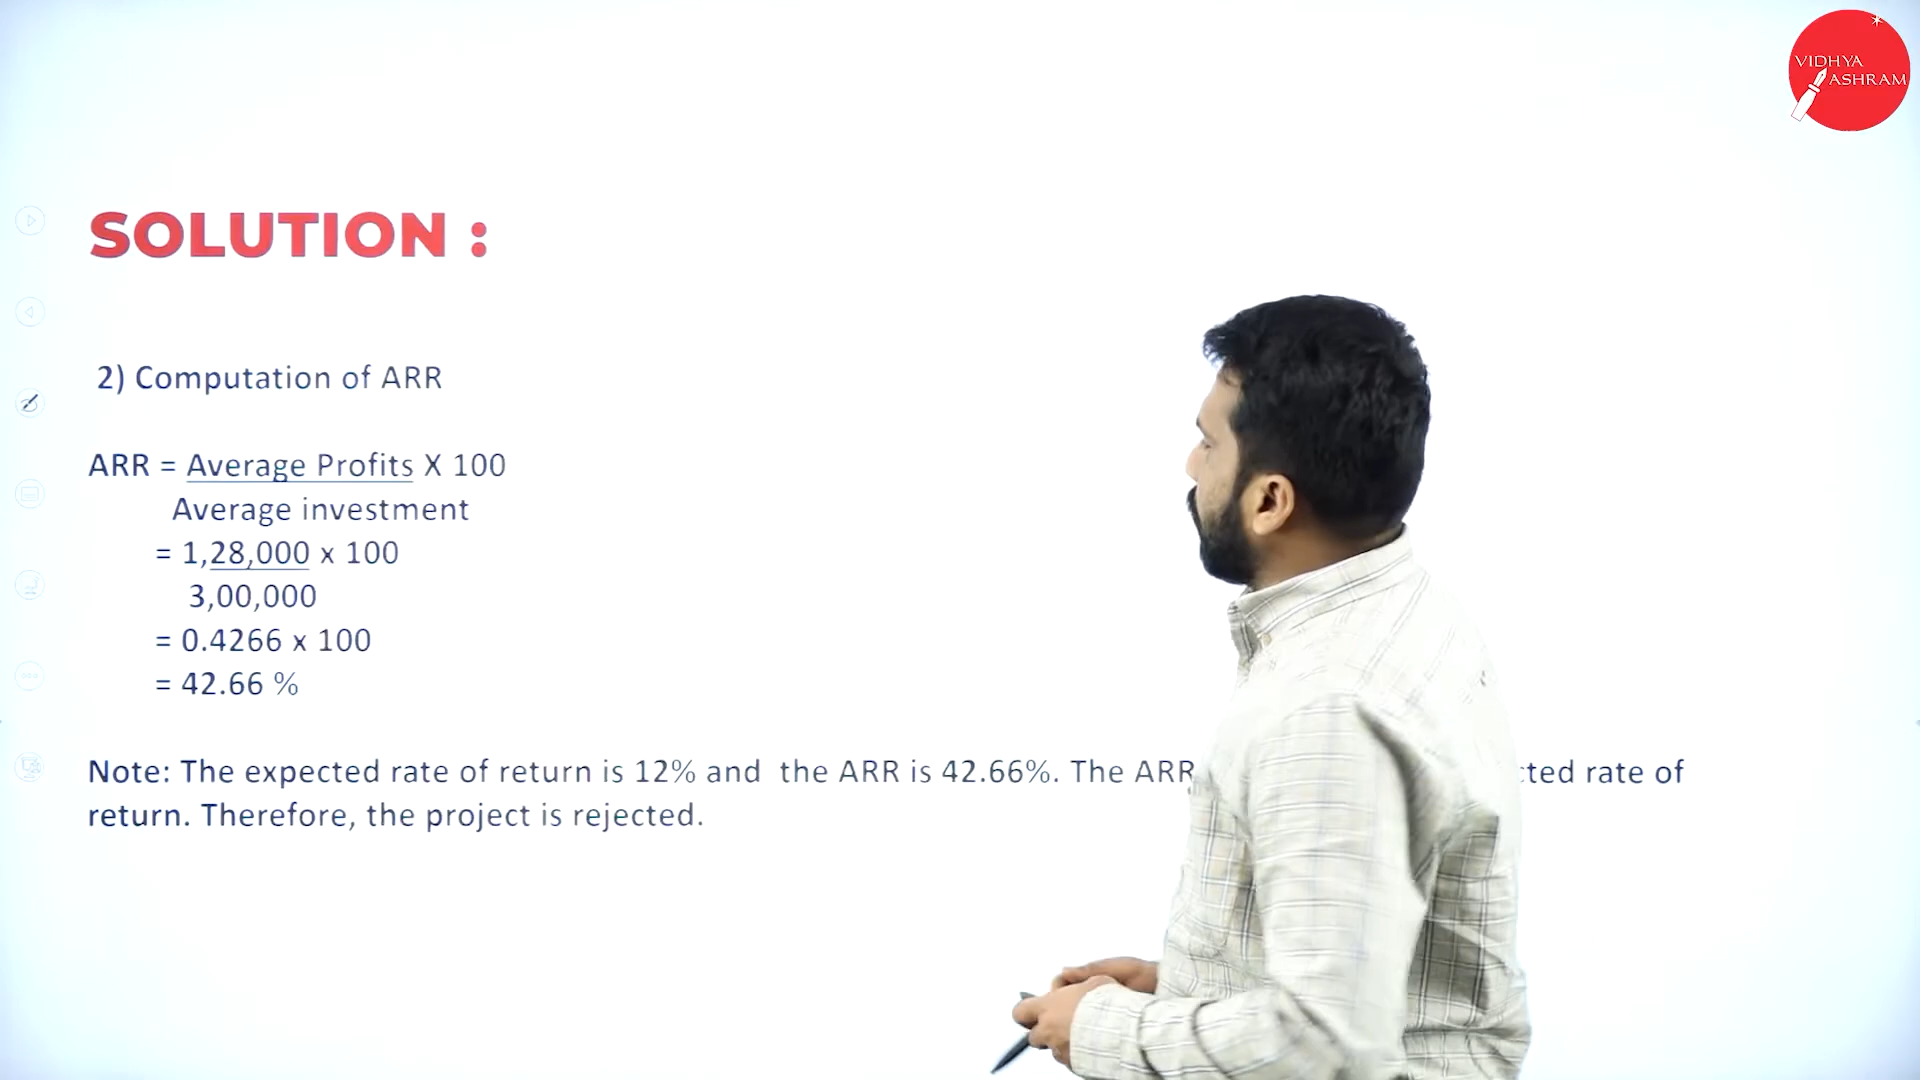 VIDHYA
ASHRAM
SOLUTION :
2) Computation of ARR
ARR = Average Profits X 100
Average investment
= 1,28,000 x 100
3,00,000
= 0.4266 x 100
= 42.66 %
Note: The expected rate of return is 12% and the ARR is 42.66%. The ARR rate of
return. Therefore, the project is rejected.